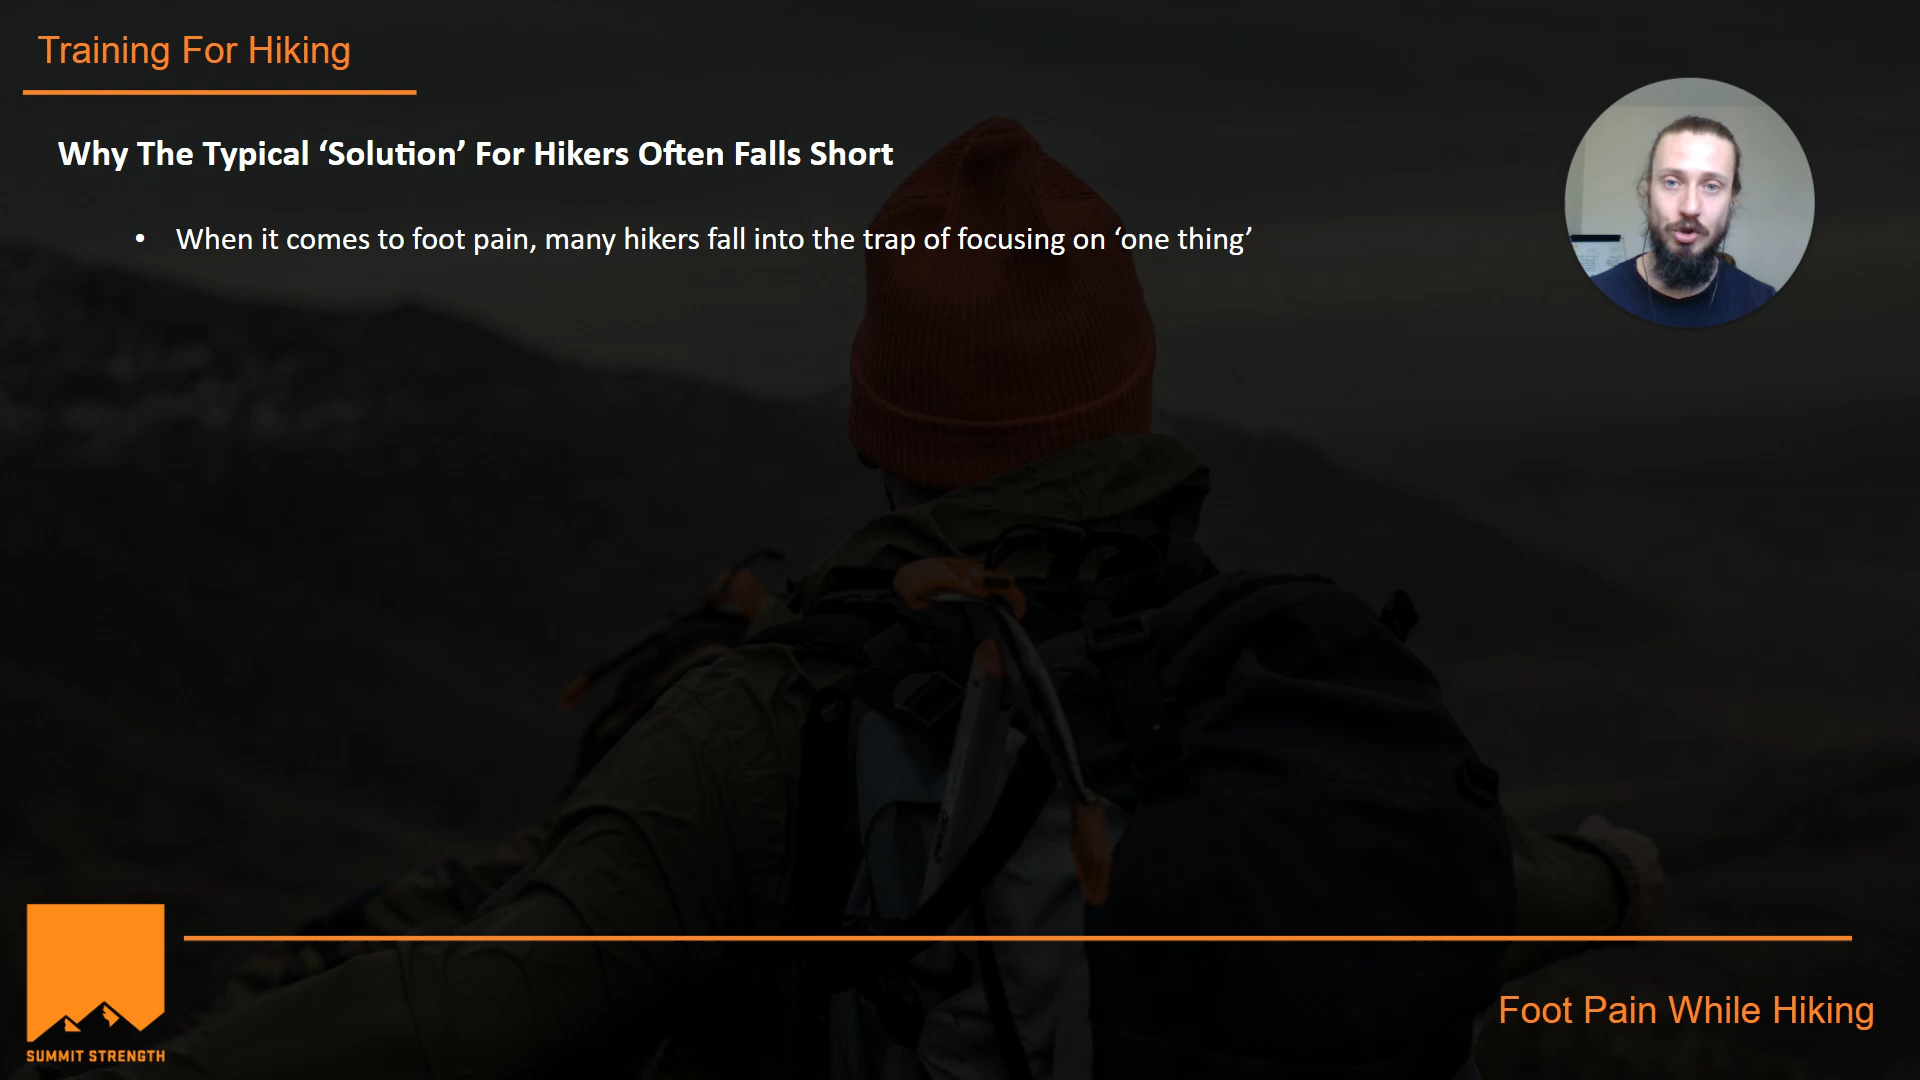 Training For Hiking
Why The Typical ‘Solution’ For Hikers Often Falls Short
• When it comes to foot pain, many hikers fall into the trap of focusing on ‘one thing’
SUMMIT STRENGTH
Foot Pain While Hiking